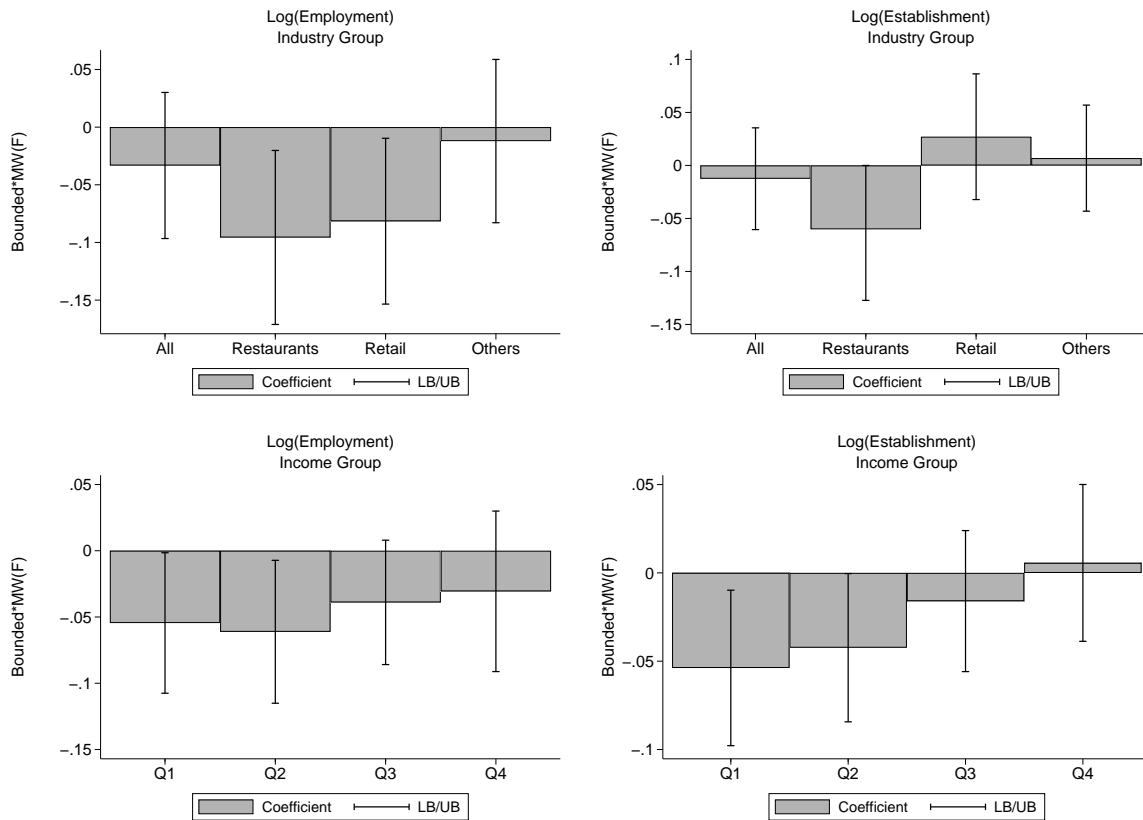 Log(Employment)
Industry Group
Bounded*MW(F)
.05
0
−.05
−.1
−.15
All Restaurants Retail Others
Coefficient LB/UB
Log(Establishment)
Industry Group
Bounded*MW(F)
.1
.05
0
−.05
−.1
−.15
All Restaurants Retail Others
Coefficient LB/UB
Log(Employment)
Income Group
Bounded*MW(F)
.05
0
−.05
−.1
−.15
Q1 Q2 Q3 Q4
Coefficient LB/UB
Log(Establishment)
Income Group
Bounded*MW(F)
.05
0
−.05
−.1
Q1 Q2 Q3 Q4
Coefficient LB/UB